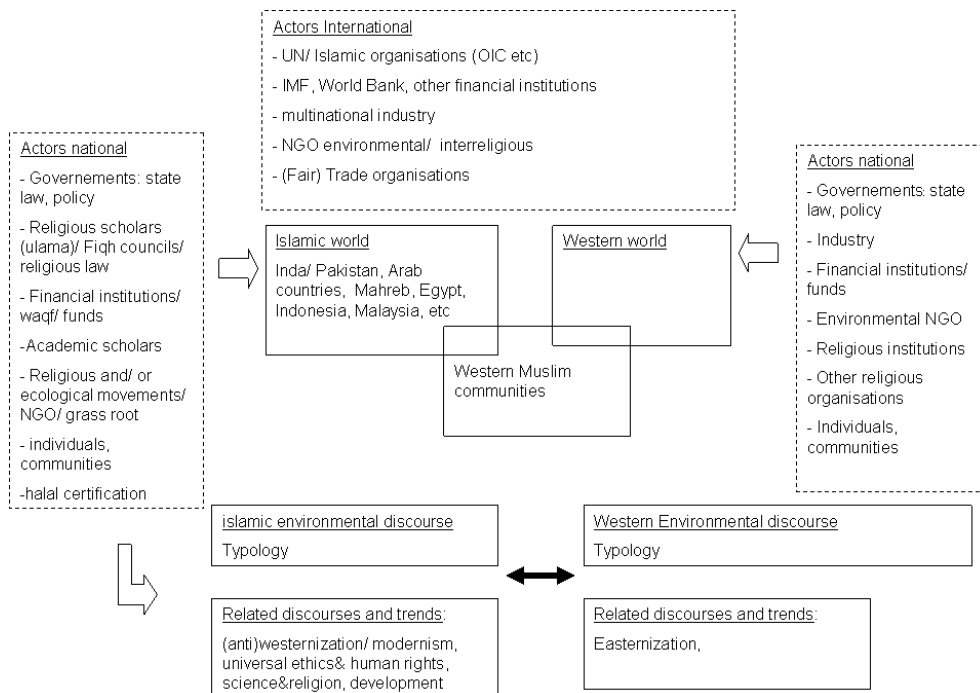 Actors International
- UN/ Islamic organisations (OIC etc)
- IMF, World Bank, other financial institutions
- multinational industry
- NGO environmental/ interreligious
- (Fair) Trade organisations
Actors national
- Governements: state
law, policy
- Religious scholars
(ulama)/ Fiqh councils/
religious law
- Financial institutions/
waqf/ funds
-Academic scholars
- Religious and/ or
ecological movements/
NGO/ grass root
- individuals,
communities
-halal certification
Islamic world
Inda/ Pakistan, Arab
countries, Mahreb, Egypt,
Indonesia, Malaysia, etc
Western world
Western Muslim
communities
Actors national
- Governements: state
law, policy
- Industry
- Financial institutions/
funds
- Environmental NGO
- Religious institutions
- Other religious
organisations
- Individuals,
communities
islamic environmental discourse
Typology
Western Environmental discourse
Typology
Related discourses and trends:
(anti)westernization/ modernism,
universal ethics& human rights,
science&religion, development
Related discourses and trends:
Easternization,